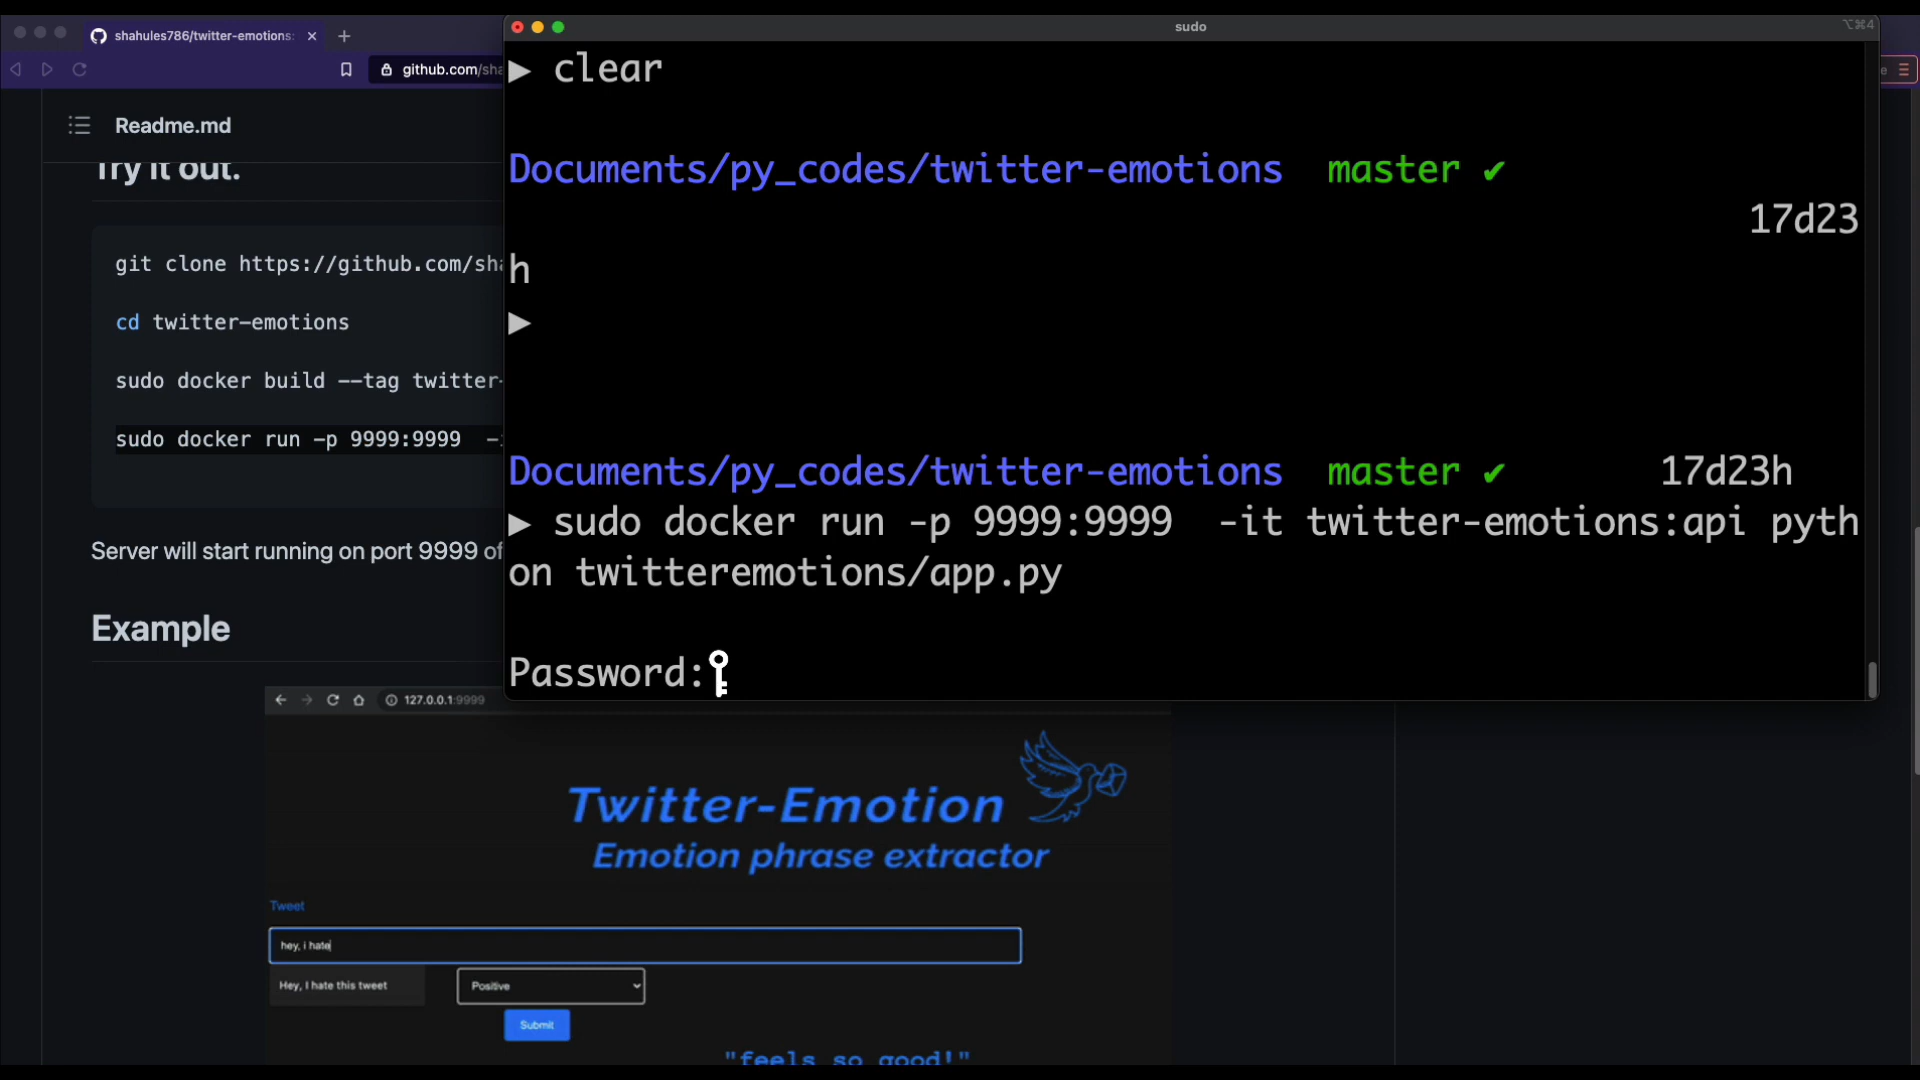 shahules786/twitter-emotions:
github.com/sha
Readme.md
Try it out.
git clone https://github.com/sha
cd twitter-emotions
sudo docker build --tag twitter-
sudo docker run -p 9999:9999 -i
Server will start running on port 9999 of
Example
127.0.0.1:9999
Twitter-Emotion
Emotion phrase extractor
Tweet
hey, i hate
Hey, I hate this tweet
Positive
Submit
"feels so good!"
sudo
⌥⌘4
▶ clear
Documents/py_codes/twitter-emotions master ✔
17d23
h
▶
Documents/py_codes/twitter-emotions master ✔ 17d23h
▶ sudo docker run -p 9999:9999 -it twitter-emotions:api pyth
on twitteremotions/app.py
Password: